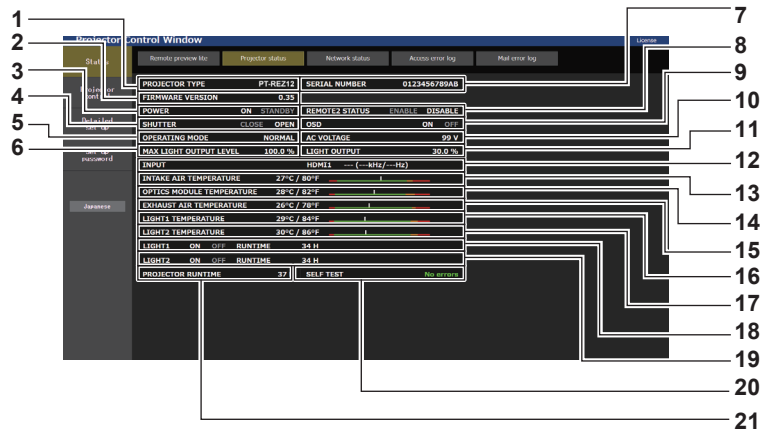 1
2
3
4
5
6
7
8
9
10
11
12
13
14
15
16
17
18
19
20
21
Projector Control Window
License
Status
Remote preview lite
Projector status
Network status
Access error log
Mail error log
Projector control
Detailed set up
Set up password
Japanese
PROJECTOR TYPE PT-REZ12 SERIAL NUMBER 0123456789AB
FIRMWARE VERSION 0.35
POWER ON STANDBY REMOTE2 STATUS ENABLE DISABLE
SHUTTER CLOSE OPEN OSD ON OFF
OPERATING MODE NORMAL AC VOLTAGE 99 V
MAX LIGHT OUTPUT LEVEL 100.0 % LIGHT OUTPUT 30.0 %
INPUT HDMI1 --- (---kHz/---Hz)
INTAKE AIR TEMPERATURE 27°C / 80°F
OPTICS MODULE TEMPERATURE 28°C / 82°F
EXHAUST AIR TEMPERATURE 26°C / 78°F
LIGHT1 TEMPERATURE 29°C / 84°F
LIGHT2 TEMPERATURE 30°C / 86°F
LIGHT1 ON OFF RUNTIME 34 H
LIGHT2 ON OFF RUNTIME 34 H
PROJECTOR RUNTIME 37 SELF TEST No errors